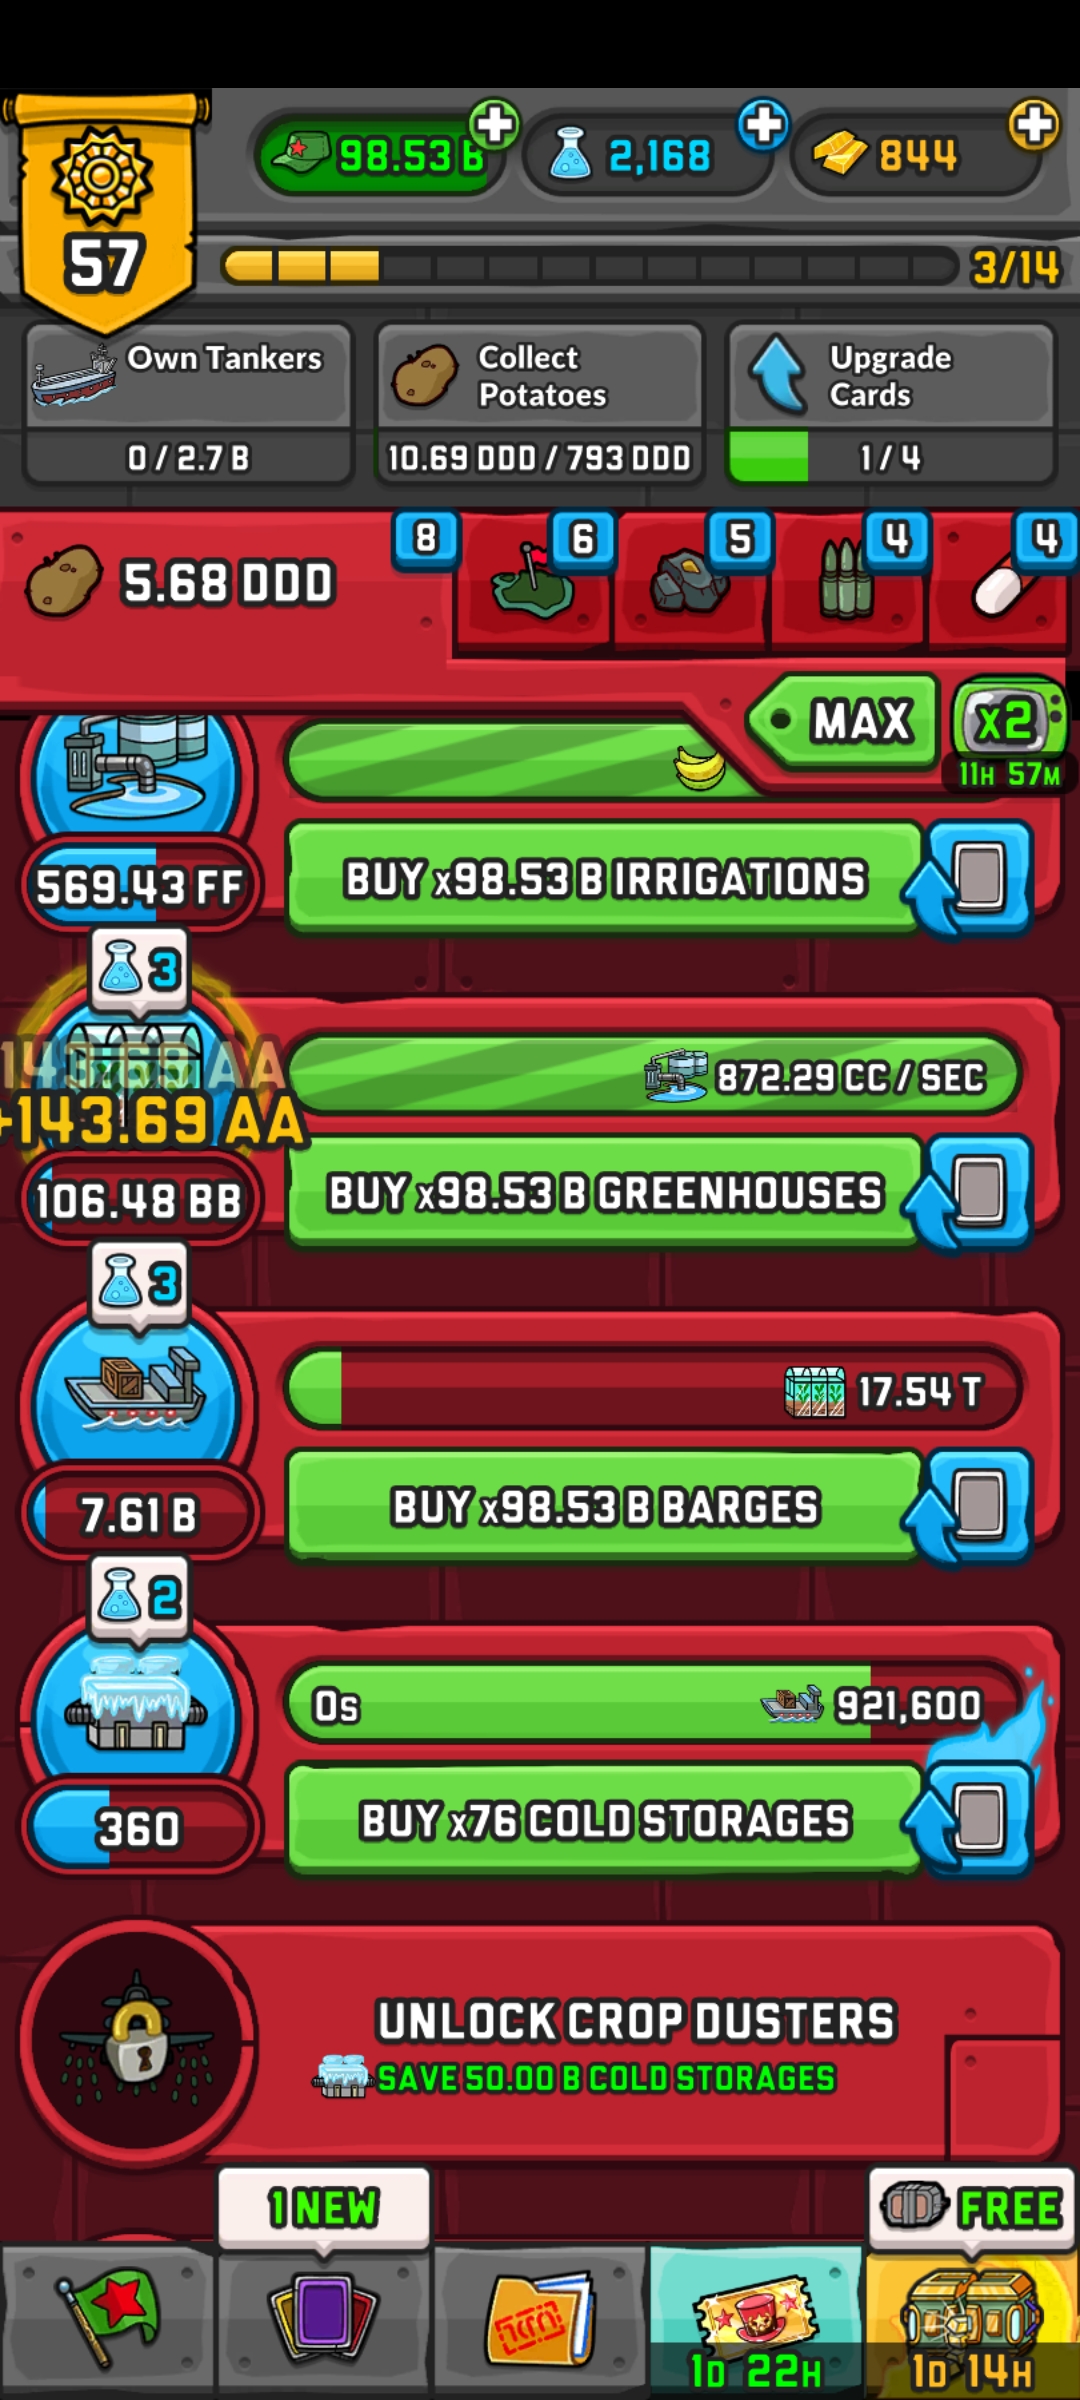 57
98.53 B
2,168
844
3/14
Own Tankers
0 / 2.7 B
Collect
Potatoes
10.69 DDD / 793 DDD
Upgrade
Cards
1 / 4
5.68 DDD
8
6
5
4
4
MAX
x2
11H 57M
569.43 FF
BUY x98.53 B IRRIGATIONS
3
143.69 AA
+143.69 AA
872.29 CC / SEC
106.48 BB
BUY x98.53 B GREENHOUSES
3
17.54 T
7.61 B
BUY x98.53 B BARGES
2
0s
921,600
360
BUY x76 COLD STORAGES
UNLOCK CROP DUSTERS
SAVE 50.00 B COLD STORAGES
1 NEW
FREE
1D 22H
1D 14H